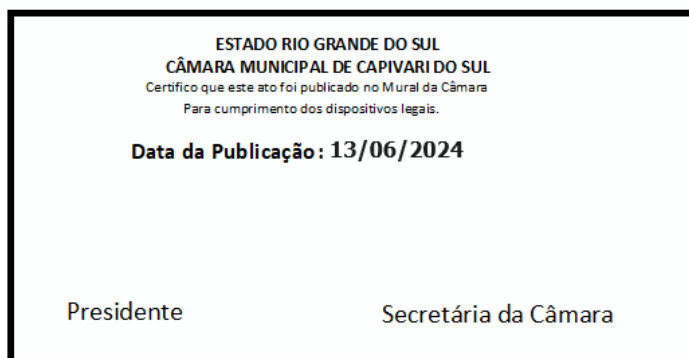 ESTADO RIO GRANDE DO SUL
CÂMARA MUNICIPAL DE CAPIVARI DO SUL
Certifico que este ato foi publicado no Mural da Câmara
Para cumprimento dos dispositivos legais.
Data da Publicação: 13/06/2024
Presidente
Secretária da Câmara